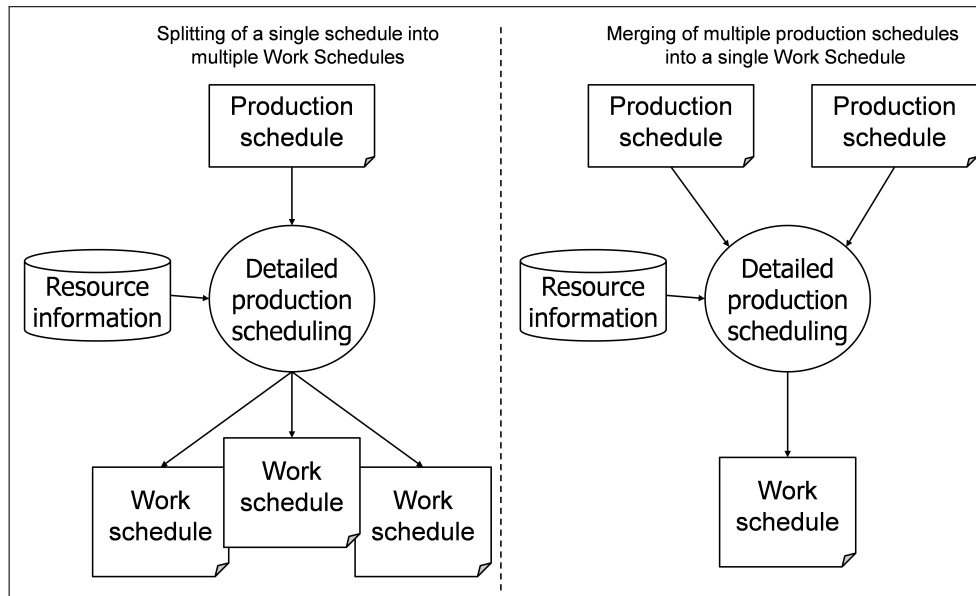 Splitting of a single schedule into
multiple Work Schedules
Production
schedule
Resource
information
Detailed
production
scheduling
Work
schedule
Work
schedule
Work
schedule
Merging of multiple production schedules
into a single Work Schedule
Production
schedule
Production
schedule
Resource
information
Detailed
production
scheduling
Work
schedule